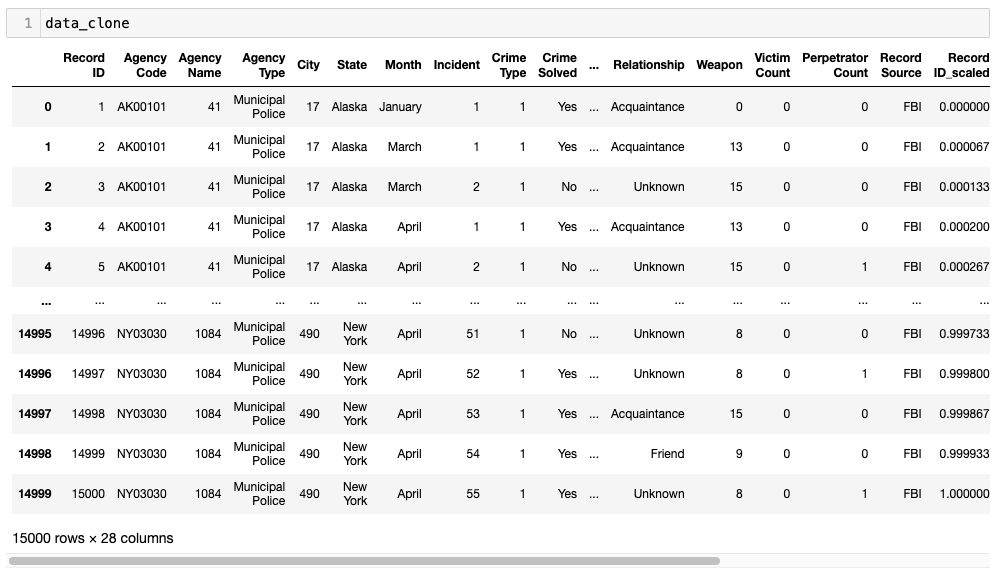 1 data_clone
Record ID Agency Code Agency Name Agency Type City State Month Incident Crime Type Crime Solved ... Relationship Weapon Victim Count Perpetrator Count Record Source Record ID_scaled
0 1 AK00101 41 Municipal Police 17 Alaska January 1 1 Yes ... Acquaintance 0 0 0 FBI 0.000000
1 2 AK00101 41 Municipal Police 17 Alaska March 1 1 Yes ... Acquaintance 13 0 0 FBI 0.000067
2 3 AK00101 41 Municipal Police 17 Alaska March 2 1 No ... Unknown 15 0 0 FBI 0.000133
3 4 AK00101 41 Municipal Police 17 Alaska April 1 1 Yes ... Acquaintance 13 0 0 FBI 0.000200
4 5 AK00101 41 Municipal Police 17 Alaska April 2 1 No ... Unknown 15 0 1 FBI 0.000267
... ... ... ... ... ... ... ... ... ... ... ... ... ... ... ... ... ...
14995 14996 NY03030 1084 Municipal Police 490 New York April 51 1 No ... Unknown 8 0 0 FBI 0.999733
14996 14997 NY03030 1084 Municipal Police 490 New York April 52 1 Yes ... Unknown 8 0 1 FBI 0.999800
14997 14998 NY03030 1084 Municipal Police 490 New York April 53 1 Yes ... Acquaintance 15 0 0 FBI 0.999867
14998 14999 NY03030 1084 Municipal Police 490 New York April 54 1 Yes ... Friend 9 0 0 FBI 0.999933
14999 15000 NY03030 1084 Municipal Police 490 New York April 55 1 Yes ... Unknown 8 0 1 FBI 1.000000
15000 rows × 28 columns